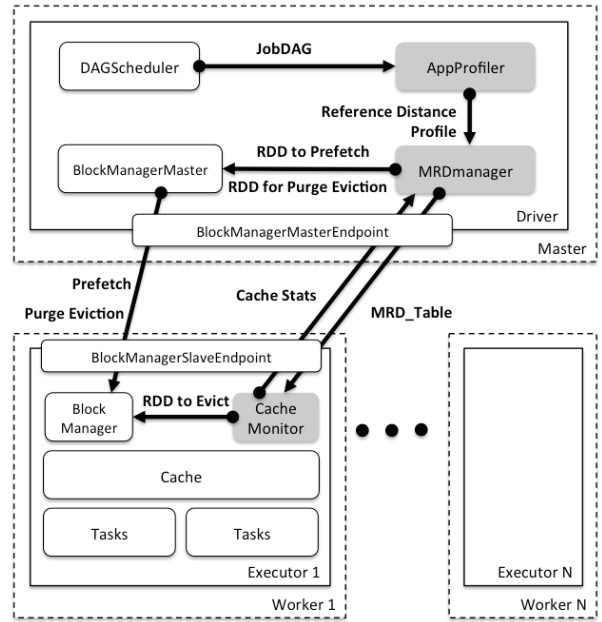 JobDAG
DAGScheduler
AppProfiler
Reference Distance
Profile
RDD to Prefetch
BlockManagerMaster
MRDmanager
RDD for Purge Eviction
Driver
BlockManagerMasterEndpoint
Master
Prefetch
Cache Stats
Purge Eviction
MRD_Table
BlockManagerSlaveEndpoint
RDD to Evict
Block
Manager
Cache
Monitor
Cache
Tasks
Tasks
Executor 1
Executor N
Worker 1
Worker N